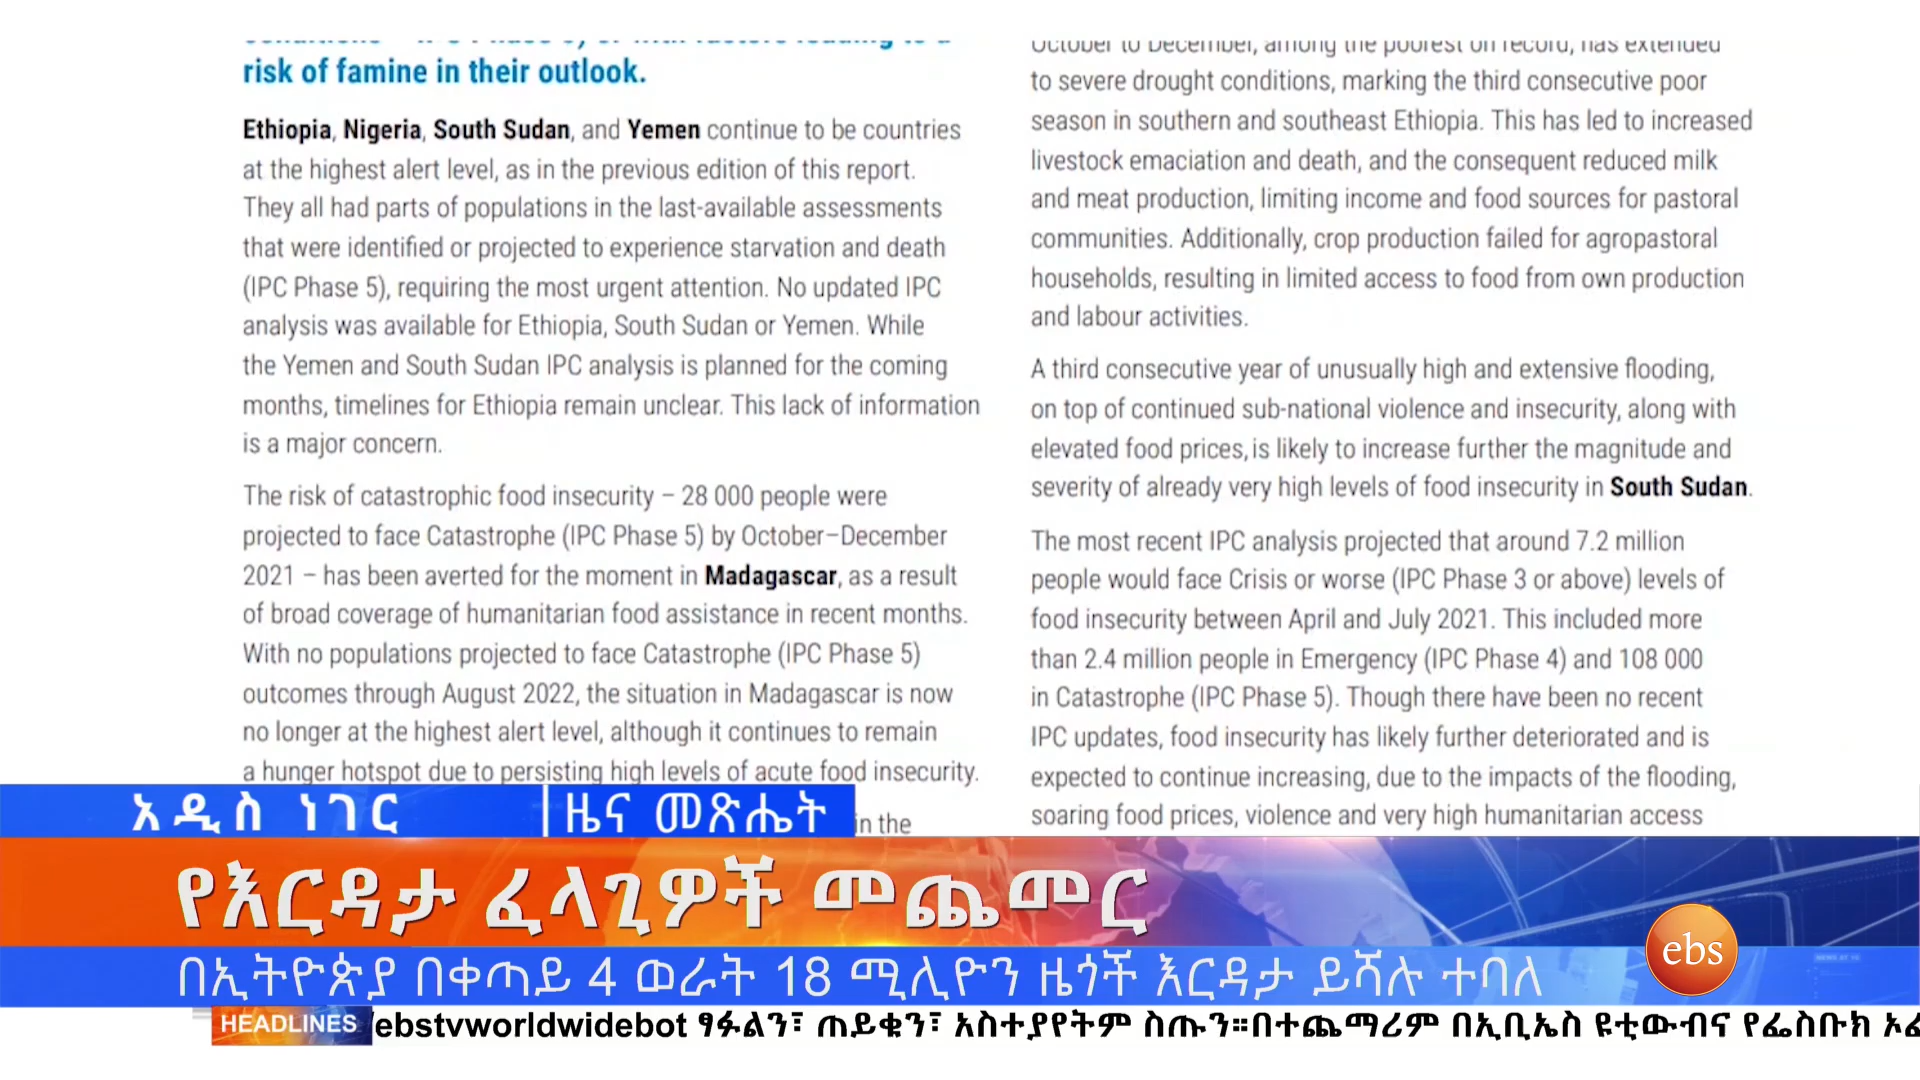 risk of famine in their outlook.
Ethiopia, Nigeria, South Sudan, and Yemen continue to be countries
at the highest alert level, as in the previous edition of this report.
They all had parts of populations in the last-available assessments
that were identified or projected to experience starvation and death
(IPC Phase 5), requiring the most urgent attention. No updated IPC
analysis was available for Ethiopia, South Sudan or Yemen. While
the Yemen and South Sudan IPC analysis is planned for the coming
months, timelines for Ethiopia remain unclear. This lack of information
is a major concern.
The risk of catastrophic food insecurity – 28 000 people were
projected to face Catastrophe (IPC Phase 5) by October–December
2021 – has been averted for the moment in Madagascar, as a result
of broad coverage of humanitarian food assistance in recent months.
With no populations projected to face Catastrophe (IPC Phase 5)
outcomes through August 2022, the situation in Madagascar is now
no longer at the highest alert level, although it continues to remain
a hunger hotspot due to persisting high levels of acute food insecurity.
in the
October to December, among the poorest on record, has extended
to severe drought conditions, marking the third consecutive poor
season in southern and southeast Ethiopia. This has led to increased
livestock emaciation and death, and the consequent reduced milk
and meat production, limiting income and food sources for pastoral
communities. Additionally, crop production failed for agropastoral
households, resulting in limited access to food from own production
and labour activities.
A third consecutive year of unusually high and extensive flooding,
on top of continued sub-national violence and insecurity, along with
elevated food prices, is likely to increase further the magnitude and
severity of already very high levels of food insecurity in South Sudan.
The most recent IPC analysis projected that around 7.2 million
people would face Crisis or worse (IPC Phase 3 or above) levels of
food insecurity between April and July 2021. This included more
than 2.4 million people in Emergency (IPC Phase 4) and 108 000
in Catastrophe (IPC Phase 5). Though there have been no recent
IPC updates, food insecurity has likely further deteriorated and is
expected to continue increasing, due to the impacts of the flooding,
soaring food prices, violence and very high humanitarian access
አዲስ ነገር |ዜና መጽሔት
የእርዳታ ፈላጊዎች መጨመር
በኢትዮጵያ በቀጣይ 4 ወራት 18 ሚሊዮን ዜጎች እርዳታ ይሻሉ ተባለ
ebs
HEADLINES ebstvworldwidebot ፃፉልን፣ ጠይቁን፣ አስተያየትም ስጡን።በተጨማሪም በኢቢኤስ ዩቲውብና የፌስቡክ